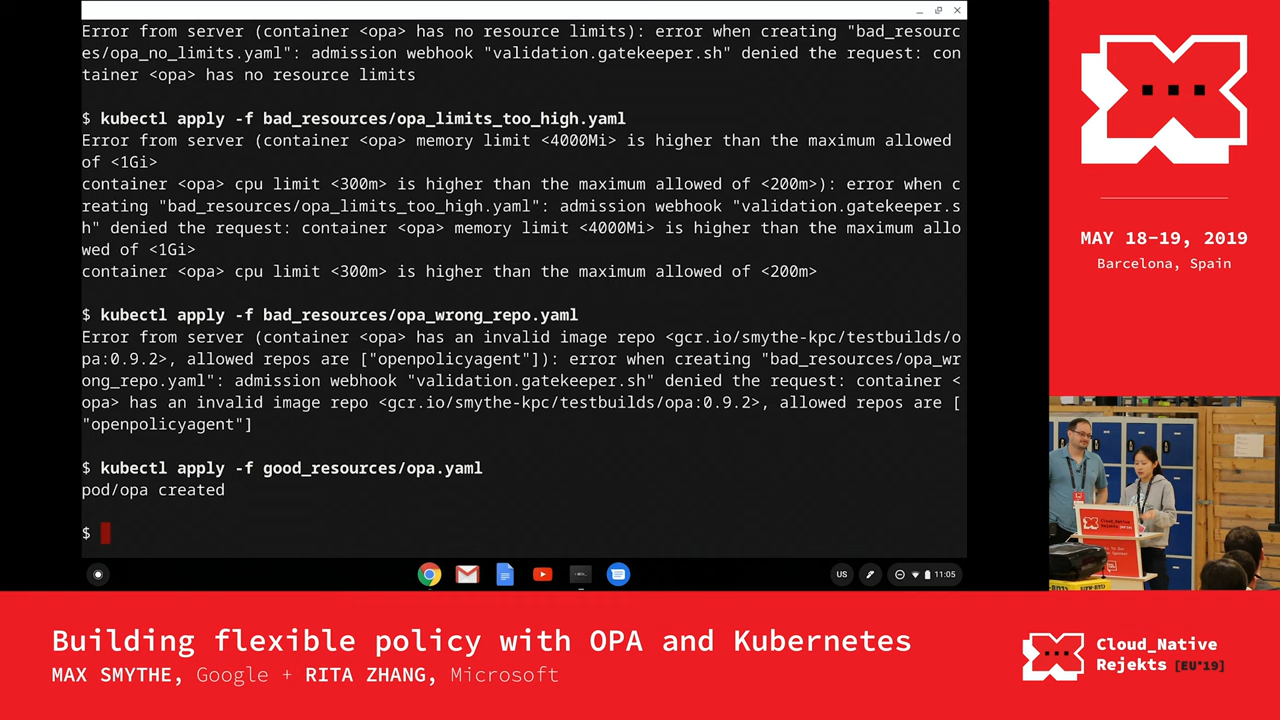 Error from server (container <opa> has no resource limits): error when creating "bad_resourc
es/opa_no_limits.yaml": admission webhook "validation.gatekeeper.sh" denied the request: con
tainer <opa> has no resource limits
$ kubectl apply -f bad_resources/opa_limits_too_high.yaml
Error from server (container <opa> memory limit <4000Mi> is higher than the maximum allowed
of <1Gi>
container <opa> cpu limit <300m> is higher than the maximum allowed of <200m>): error when c
reating "bad_resources/opa_limits_too_high.yaml": admission webhook "validation.gatekeeper.s
h" denied the request: container <opa> memory limit <4000Mi> is higher than the maximum allo
wed of <1Gi>
container <opa> cpu limit <300m> is higher than the maximum allowed of <200m>
$ kubectl apply -f bad_resources/opa_wrong_repo.yaml
Error from server (container <opa> has an invalid image repo <gcr.io/smythe-kpc/testbuilds/o
pa:0.9.2>, allowed repos are ["openpolicyagent"]): error when creating "bad_resources/opa_wr
ong_repo.yaml": admission webhook "validation.gatekeeper.sh" denied the request: container <
opa> has an invalid image repo <gcr.io/smythe-kpc/testbuilds/opa:0.9.2>, allowed repos are [
"openpolicyagent"]
$ kubectl apply -f good_resources/opa.yaml
pod/opa created
$
US
11:05
MAY 18-19, 2019
Barcelona, Spain
Cloud_Native
Rejekts
Building flexible policy with OPA and Kubernetes
MAX SMYTHE, Google + RITA ZHANG, Microsoft
Cloud_Native
Rejekts [EU'19]